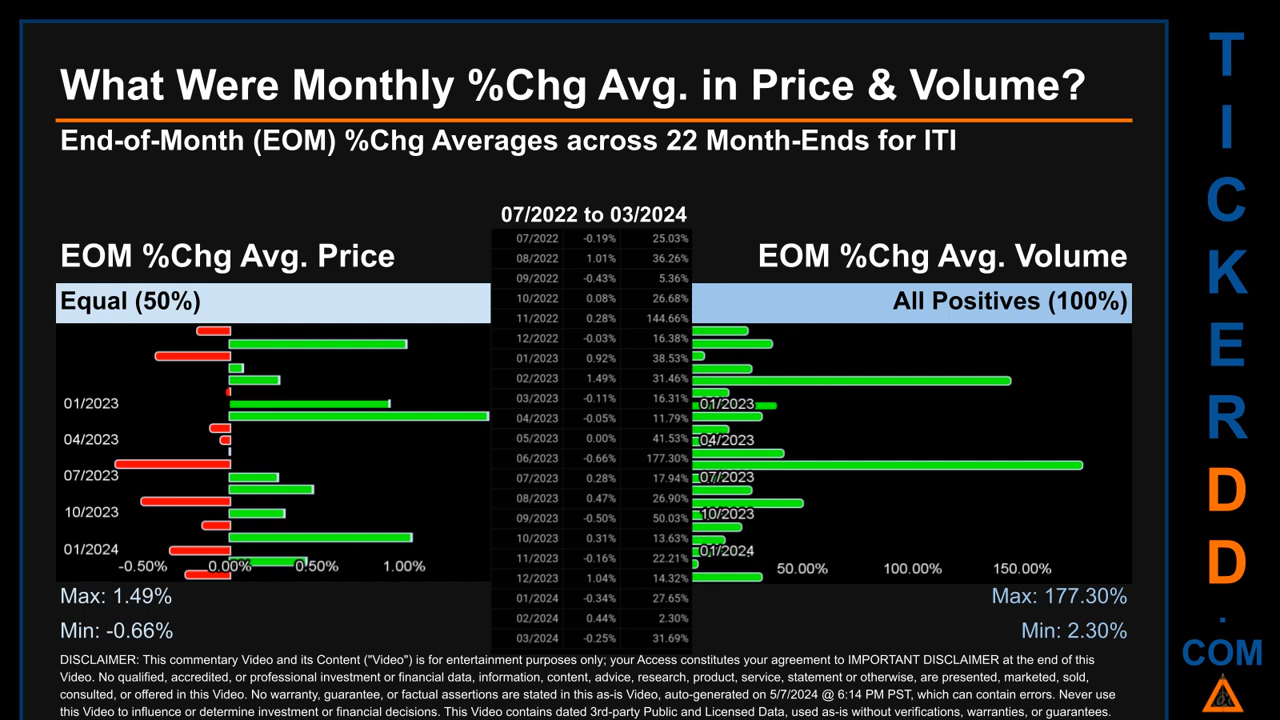 What Were Monthly %Chg Avg. in Price & Volume?
End-of-Month (EOM) %Chg Averages across 22 Month-Ends for ITI
07/2022 to 03/2024
EOM %Chg Avg. Price
Equal (50%)
01/2023
04/2023
07/2023
10/2023
01/2024
-0.50% 0.00% 0.50% 1.00%
Max: 1.49%
Min: -0.66%
07/2022 -0.19% 25.03%
08/2022 1.01% 36.26%
09/2022 -0.43% 5.36%
10/2022 0.08% 26.68%
11/2022 0.28% 144.66%
12/2022 -0.03% 16.38%
01/2023 0.92% 38.53%
02/2023 1.49% 31.46%
03/2023 -0.11% 16.31%
04/2023 -0.05% 11.79%
05/2023 0.00% 41.53%
06/2023 -0.66% 177.30%
07/2023 0.28% 17.94%
08/2023 0.47% 26.90%
09/2023 -0.50% 50.03%
10/2023 0.31% 13.63%
11/2023 -0.16% 22.21%
12/2023 1.04% 14.32%
01/2024 -0.34% 27.65%
02/2024 0.44% 2.30%
03/2024 -0.25% 31.69%
EOM %Chg Avg. Volume
All Positives (100%)
01/2023
04/2023
07/2023
10/2023
01/2024
50.00% 100.00% 150.00%
Max: 177.30%
Min: 2.30%
DISCLAIMER: This commentary Video and its Content ("Video") is for entertainment purposes only; your Access constitutes your agreement to IMPORTANT DISCLAIMER at the end of this
Video. No qualified, accredited, or professional investment or financial data, information, content, advice, research, product, service, statement or otherwise, are presented, marketed, sold,
consulted, or offered in this Video. No warranty, guarantee, or factual assertions are stated in this as-is Video, auto-generated on 5/7/2024 @ 6:14 PM PST, which can contain errors. Never use
this Video to influence or determine investment or financial decisions. This Video contains dated 3rd-party Public and Licensed Data, used as-is without verifications, warranties, or guarantees.
T
I
C
K
E
R
D
D
.
COM